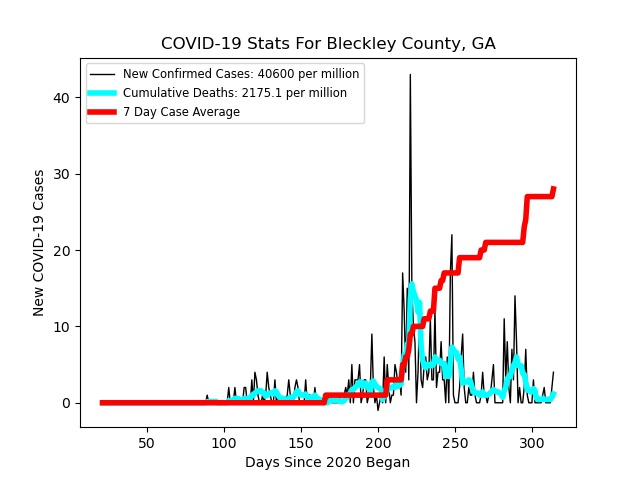 COVID-19 Stats For Bleckley County, GA
New Confirmed Cases: 40600 per million
Cumulative Deaths: 2175.1 per million
7 Day Case Average
New COVID-19 Cases
40
30
20
10
0
50 100 150 200 250 300
Days Since 2020 Began